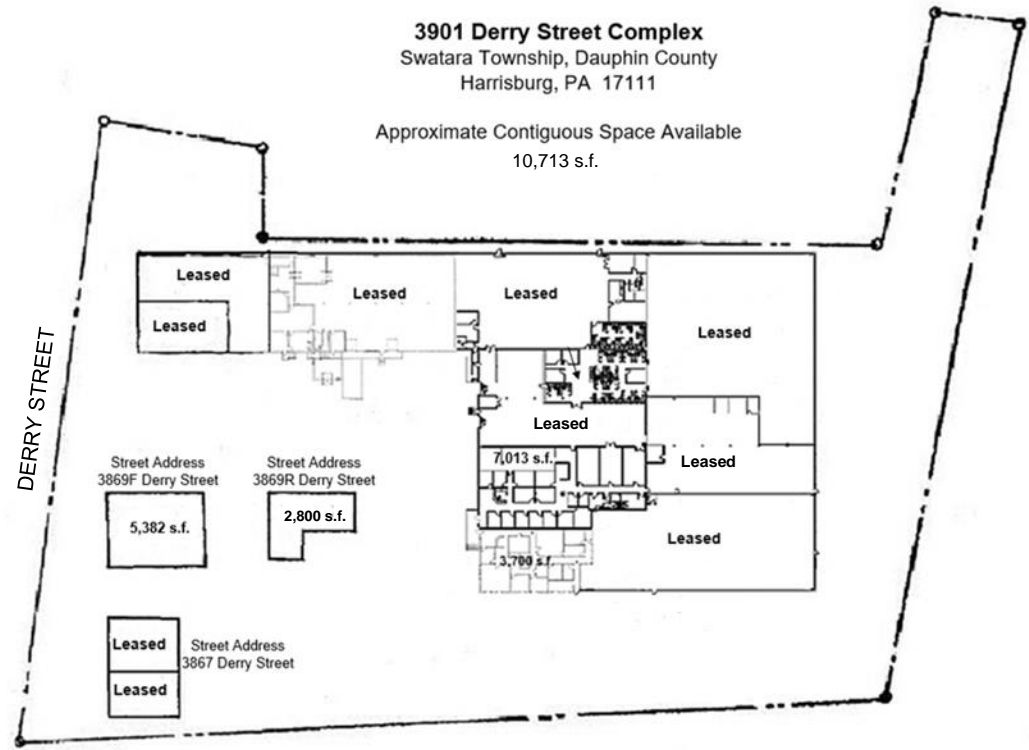 3901 Derry Street Complex
Swatara Township, Dauphin County
Harrisburg, PA 17111
Approximate Contiguous Space Available
10,713 s.f.
Leased
Leased
Leased
Leased
Leased
DERRY STREET
Leased
Leased
7,013 s.f.
Street Address
3869F Derry Street
5,382 s.f.
Street Address
3869R Derry Street
2,800 s.f.
Leased
3,700 s.f.
Leased
Street Address
3867 Derry Street
Leased